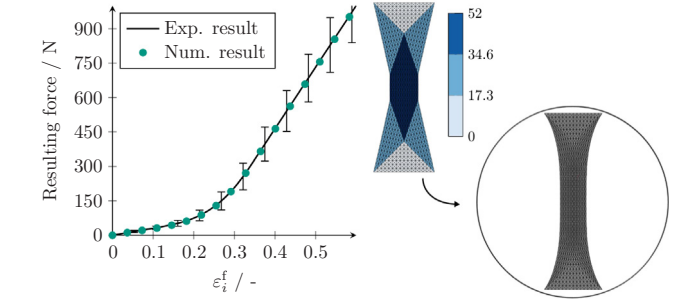 900
750
600
450
300
150
0
Resulting force / N
Exp. result
Num. result
0 0.1 0.2 0.3 0.4 0.5
ε_i^f / -
52
34.6
17.3
0